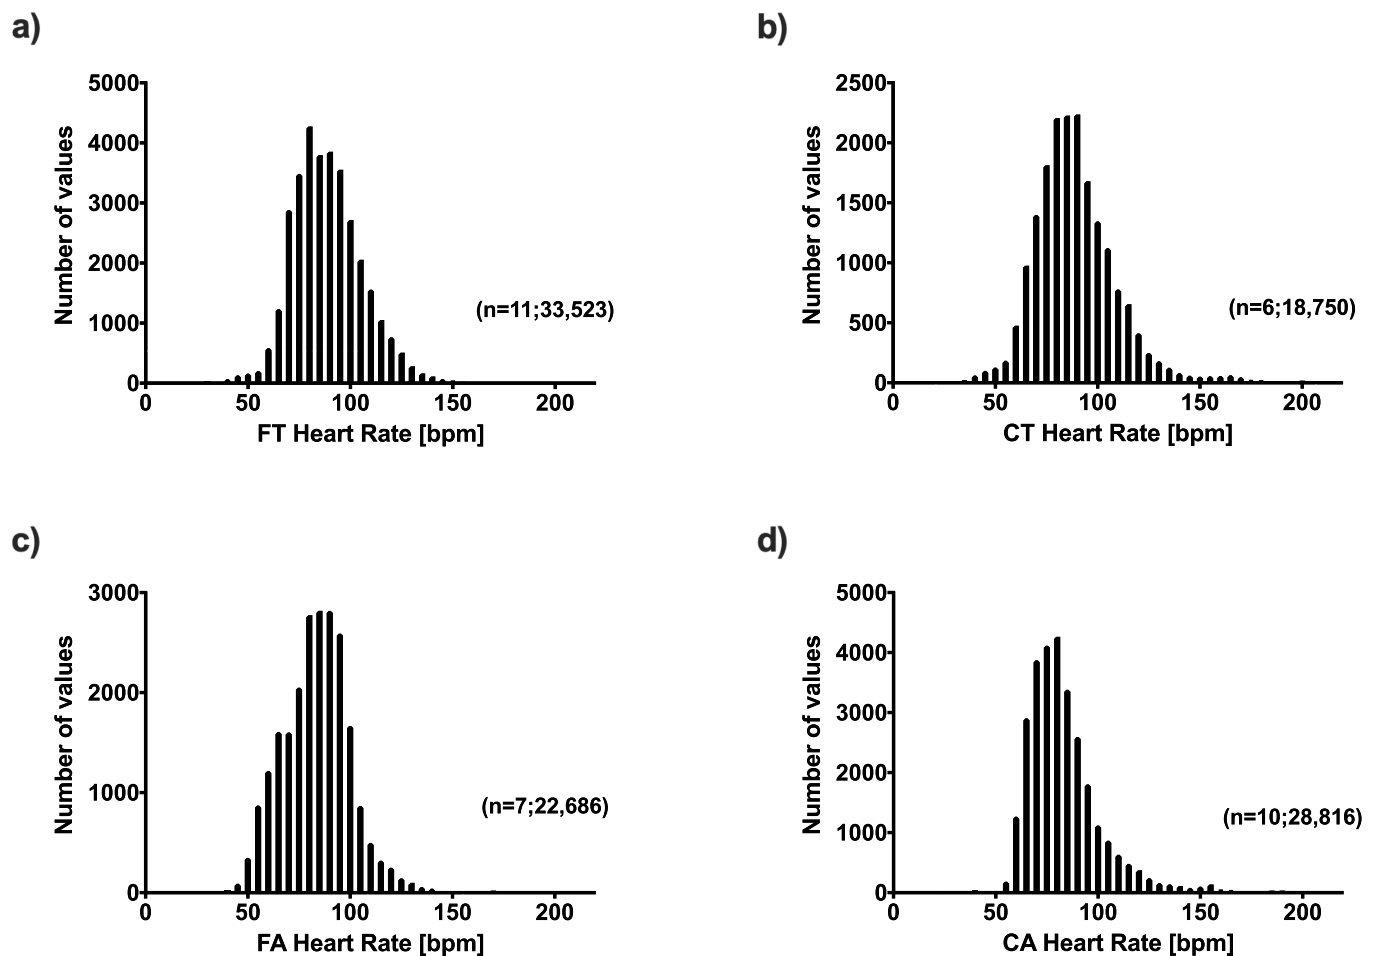 a)
Number of values
5000
4000
3000
2000
1000
0
0 50 100 150 200
FT Heart Rate [bpm]
(n=11;33,523)
b)
Number of values
2500
2000
1500
1000
500
0
0 50 100 150 200
CT Heart Rate [bpm]
(n=6;18,750)
c)
Number of values
3000
2000
1000
0
0 50 100 150 200
FA Heart Rate [bpm]
(n=7;22,686)
d)
Number of values
5000
4000
3000
2000
1000
0
0 50 100 150 200
CA Heart Rate [bpm]
(n=10;28,816)